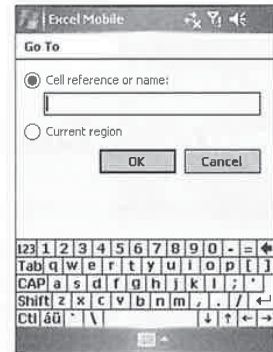 Excel Mobile
Go To
Cell reference or name:
Current region
OK Cancel
123 1 2 3 4 5 6 7 8 9 0 - =
Tab q w e r t y u i o p [ ]
CAP a s d f g h j k l ; '
Shift z x c v b n m , . /
Ctl áü ` \